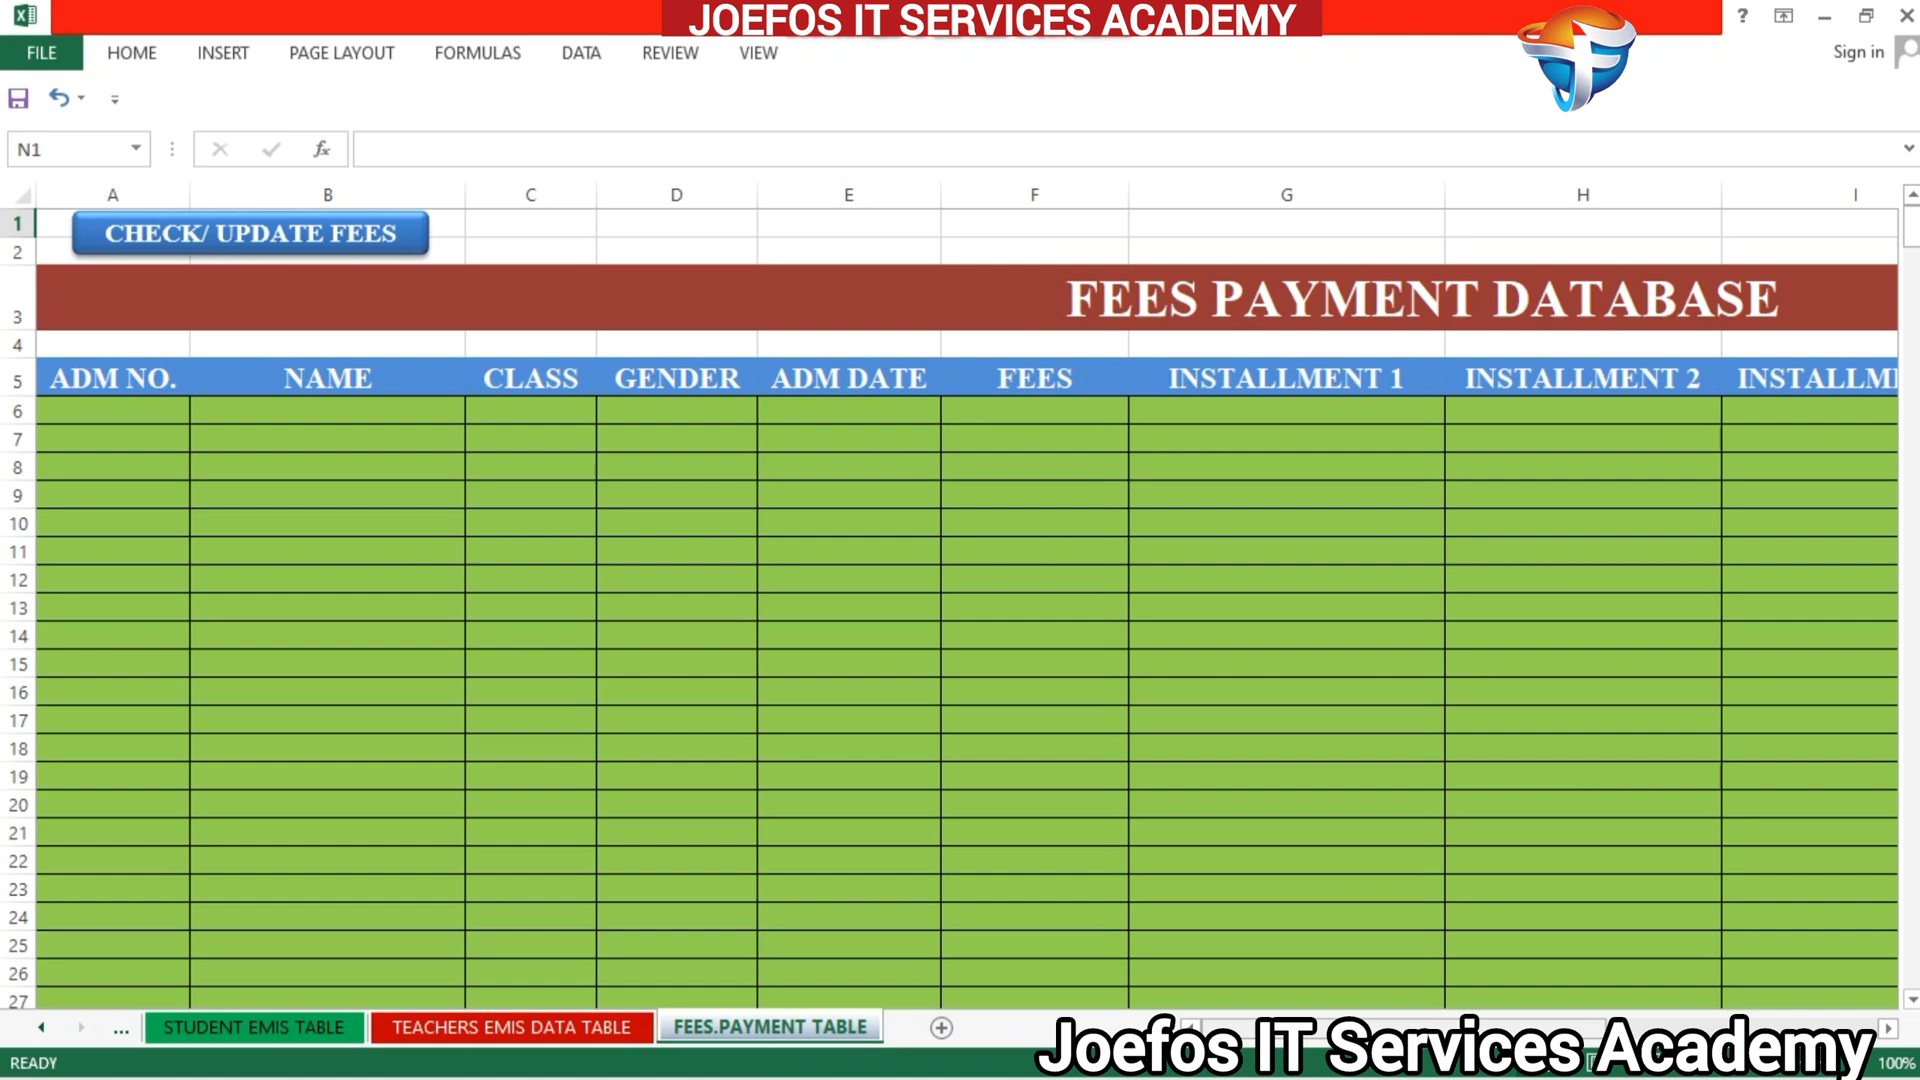 JOEFOS IT SERVICES ACADEMY
?
FILE HOME INSERT PAGE LAYOUT FORMULAS DATA REVIEW VIEW
Sign in
N1
fx
A B C D E F G H I
1
CHECK/ UPDATE FEES
2
3 FEES PAYMENT DATABASE
4
5 ADM NO. NAME CLASS GENDER ADM DATE FEES INSTALLMENT 1 INSTALLMENT 2 INSTALLM
6
7
8
9
10
11
12
13
14
15
16
17
18
19
20
21
22
23
24
25
26
27
... STUDENT EMIS TABLE TEACHERS EMIS DATA TABLE FEES.PAYMENT TABLE
Joefos IT Services Academy
READY 100%